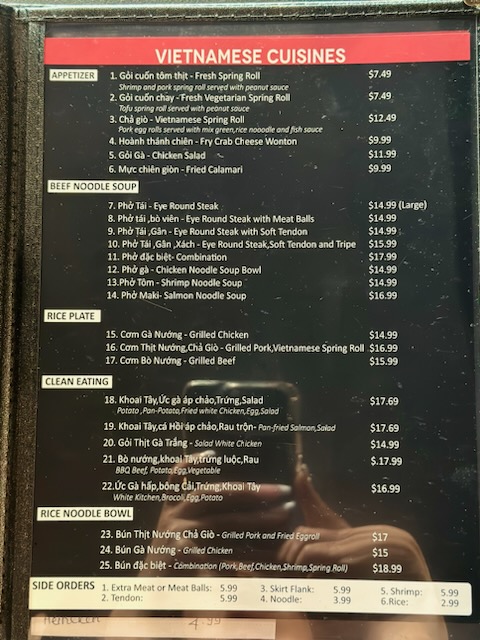 VIETNAMESE CUISINES
APPETIZER
1. Gỏi cuốn tôm thịt - Fresh Spring Roll $7.49
Shrimp and pork spring roll served with peanut sauce
2. Gỏi cuốn chay - Fresh Vegetarian Spring Roll $7.49
Tofu spring roll served with peanut sauce
3. Chả giò - Vietnamese Spring Roll $12.49
Pork egg rolls served with mix green,rice nooodle and fish sauce
4. Hoành thánh chiên - Fry Crab Cheese Wonton $9.99
5. Gỏi Gà - Chicken Salad $11.99
6. Mực chiên giòn - Fried Calamari $9.99
BEEF NOODLE SOUP
7. Phở Tái - Eye Round Steak $14.99 (Large)
8. Phở tái ,bò viên - Eye Round Steak with Meat Balls $14.99
9. Phở Tái ,Gân - Eye Round Steak with Soft Tendon $14.99
10. Phở Tái ,Gân ,Xách - Eye Round Steak,Soft Tendon and Tripe $15.99
11. Phở đặc biệt- Combination $17.99
12. Phở gà - Chicken Noodle Soup Bowl $14.99
13.Phở Tôm - Shrimp Noodle Soup $14.99
14. Phở Maki- Salmon Noodle Soup $16.99
RICE PLATE
15. Cơm Gà Nướng - Grilled Chicken $14.99
16. Cơm Thịt Nướng,Chả Giò - Grilled Pork,Vietnamese Spring Roll $16.99
17. Cơm Bò Nướng - Grilled Beef $15.99
CLEAN EATING
18. Khoai Tây,Ức gà áp chảo,Trứng,Salad $17.69
Potato ,Pan-Potato,Fried white Chicken,Egg,Salad
19. Khoai Tây,cá Hồi áp chảo,Rau trộn- Pan-fried Salmon,Salad $17.69
20. Gỏi Thịt Gà Trắng - Salad White Chicken $14.99
21. Bò nướng,khoai Tây,trứng luộc,Rau $.17.99
BBQ Beef, Potato,Egg,Vegetable
22.Ức Gà hấp,bông Cải,Trứng,Khoai Tây $16.99
White Kitchen,Brocoli,Egg,Potato
RICE NOODLE BOWL
23. Bún Thịt Nướng Chả Giò - Grilled Pork and Fried Eggroll $17
24. Bún Gà Nướng - Grilled Chicken $15
25. Bún đặc biệt - Combination (Pork,Beef,Chicken,Shrimp,Spring Roll) $18.99
SIDE ORDERS 1. Extra Meat or Meat Balls: 5.99 3. Skirt Flank: 5.99 5. Shrimp: 5.99
2. Tendon: 5.99 4. Noodle: 3.99 6.Rice: 2.99
Heineken 4.99